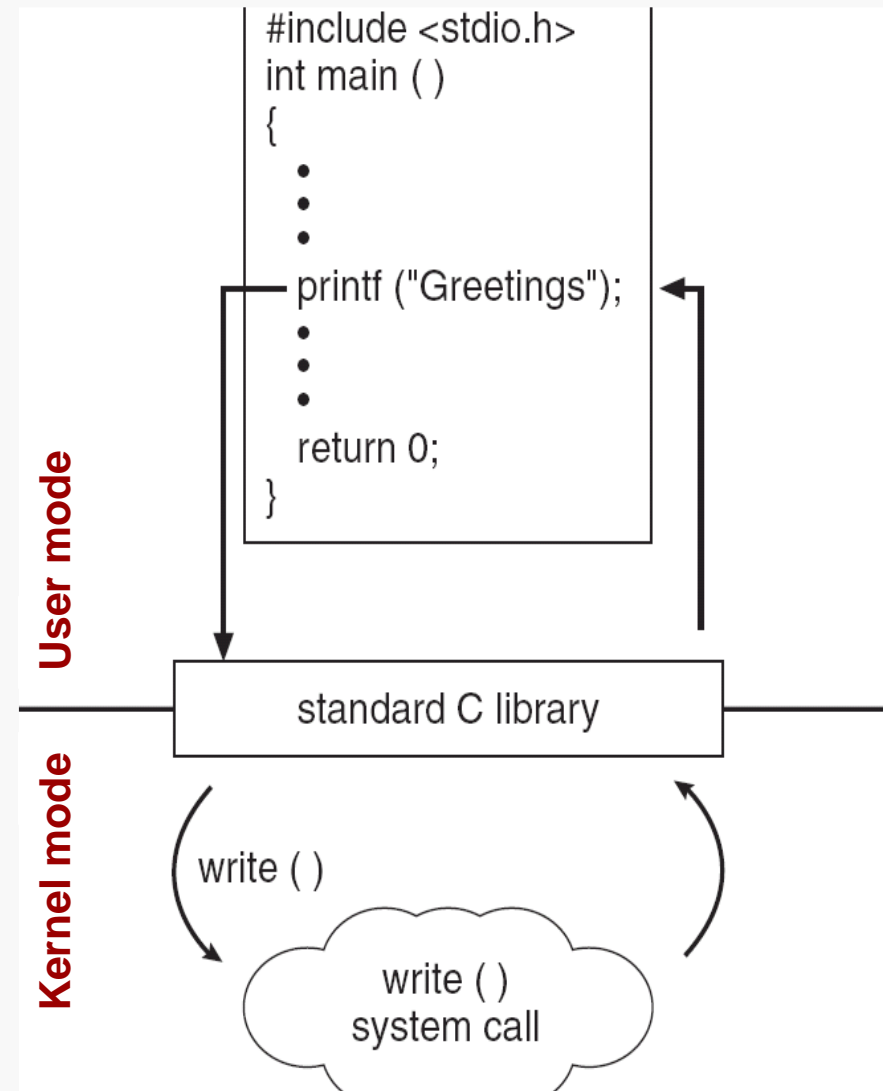 #include <stdio.h>
int main ( )
{
•
•
•
printf ("Greetings");
•
•
•
return 0;
}
User mode
standard C library
Kernel mode
write ( )
write ( )
system call